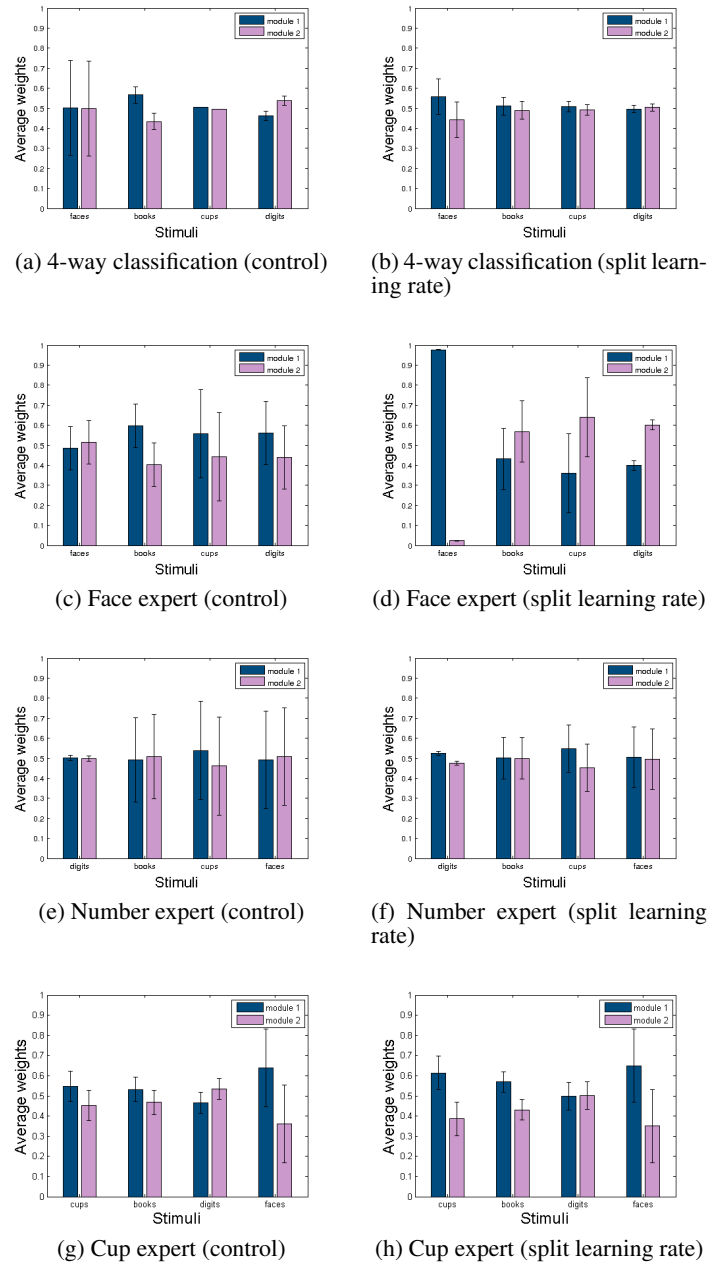 1
0.9
0.8
0.7
0.6
0.5
0.4
0.3
0.2
0.1
0
Average weights
module 1
module 2
faces books cups digits
Stimuli
(a) 4-way classification (control)
1
0.9
0.8
0.7
0.6
0.5
0.4
0.3
0.2
0.1
0
Average weights
module 1
module 2
faces books cups digits
Stimuli
(b) 4-way classification (split learn-
ing rate)
1
0.9
0.8
0.7
0.6
0.5
0.4
0.3
0.2
0.1
0
Average weights
module 1
module 2
faces books cups digits
Stimuli
(c) Face expert (control)
1
0.9
0.8
0.7
0.6
0.5
0.4
0.3
0.2
0.1
0
Average weights
module 1
module 2
faces books cups digits
Stimuli
(d) Face expert (split learning rate)
1
0.9
0.8
0.7
0.6
0.5
0.4
0.3
0.2
0.1
0
Average weights
module 1
module 2
digits books cups faces
Stimuli
(e) Number expert (control)
1
0.9
0.8
0.7
0.6
0.5
0.4
0.3
0.2
0.1
0
Average weights
module 1
module 2
digits books cups faces
Stimuli
(f) Number expert (split learning
rate)
1
0.9
0.8
0.7
0.6
0.5
0.4
0.3
0.2
0.1
0
Average weights
module 1
module 2
cups books digits faces
Stimuli
(g) Cup expert (control)
1
0.9
0.8
0.7
0.6
0.5
0.4
0.3
0.2
0.1
0
Average weights
module 1
module 2
cups books digits faces
Stimuli
(h) Cup expert (split learning rate)